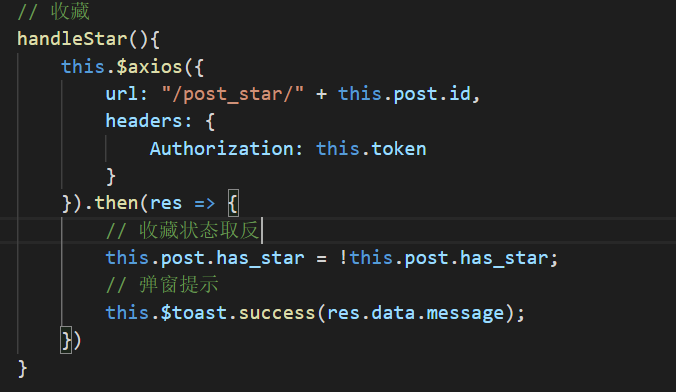 // 收藏
handleStar(){
    this.$axios({
        url: "/post_star/" + this.post.id,
        headers: {
            Authorization: this.token
        }
    }).then(res => {
        // 收藏状态取反
        this.post.has_star = !this.post.has_star;
        // 弹窗提示
        this.$toast.success(res.data.message);
    })
}